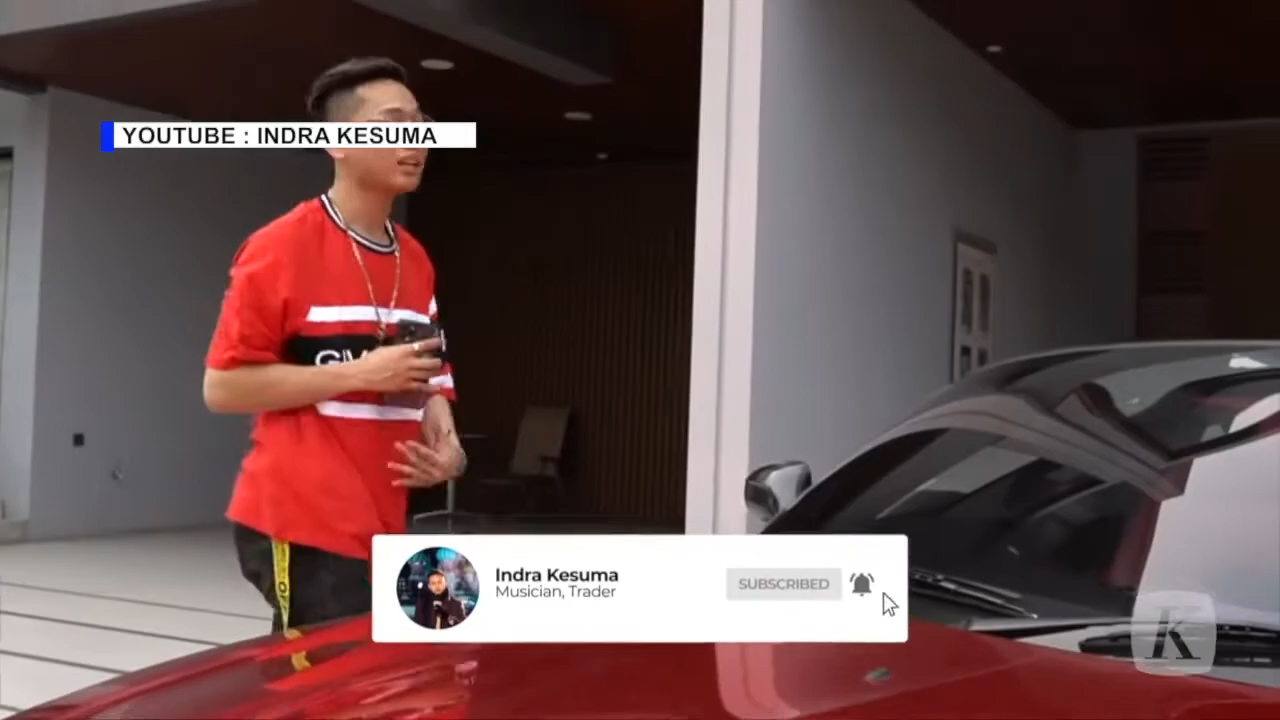 YOUTUBE : INDRA KESUMA
Indra Kesuma
Musician, Trader
SUBSCRIBED
K